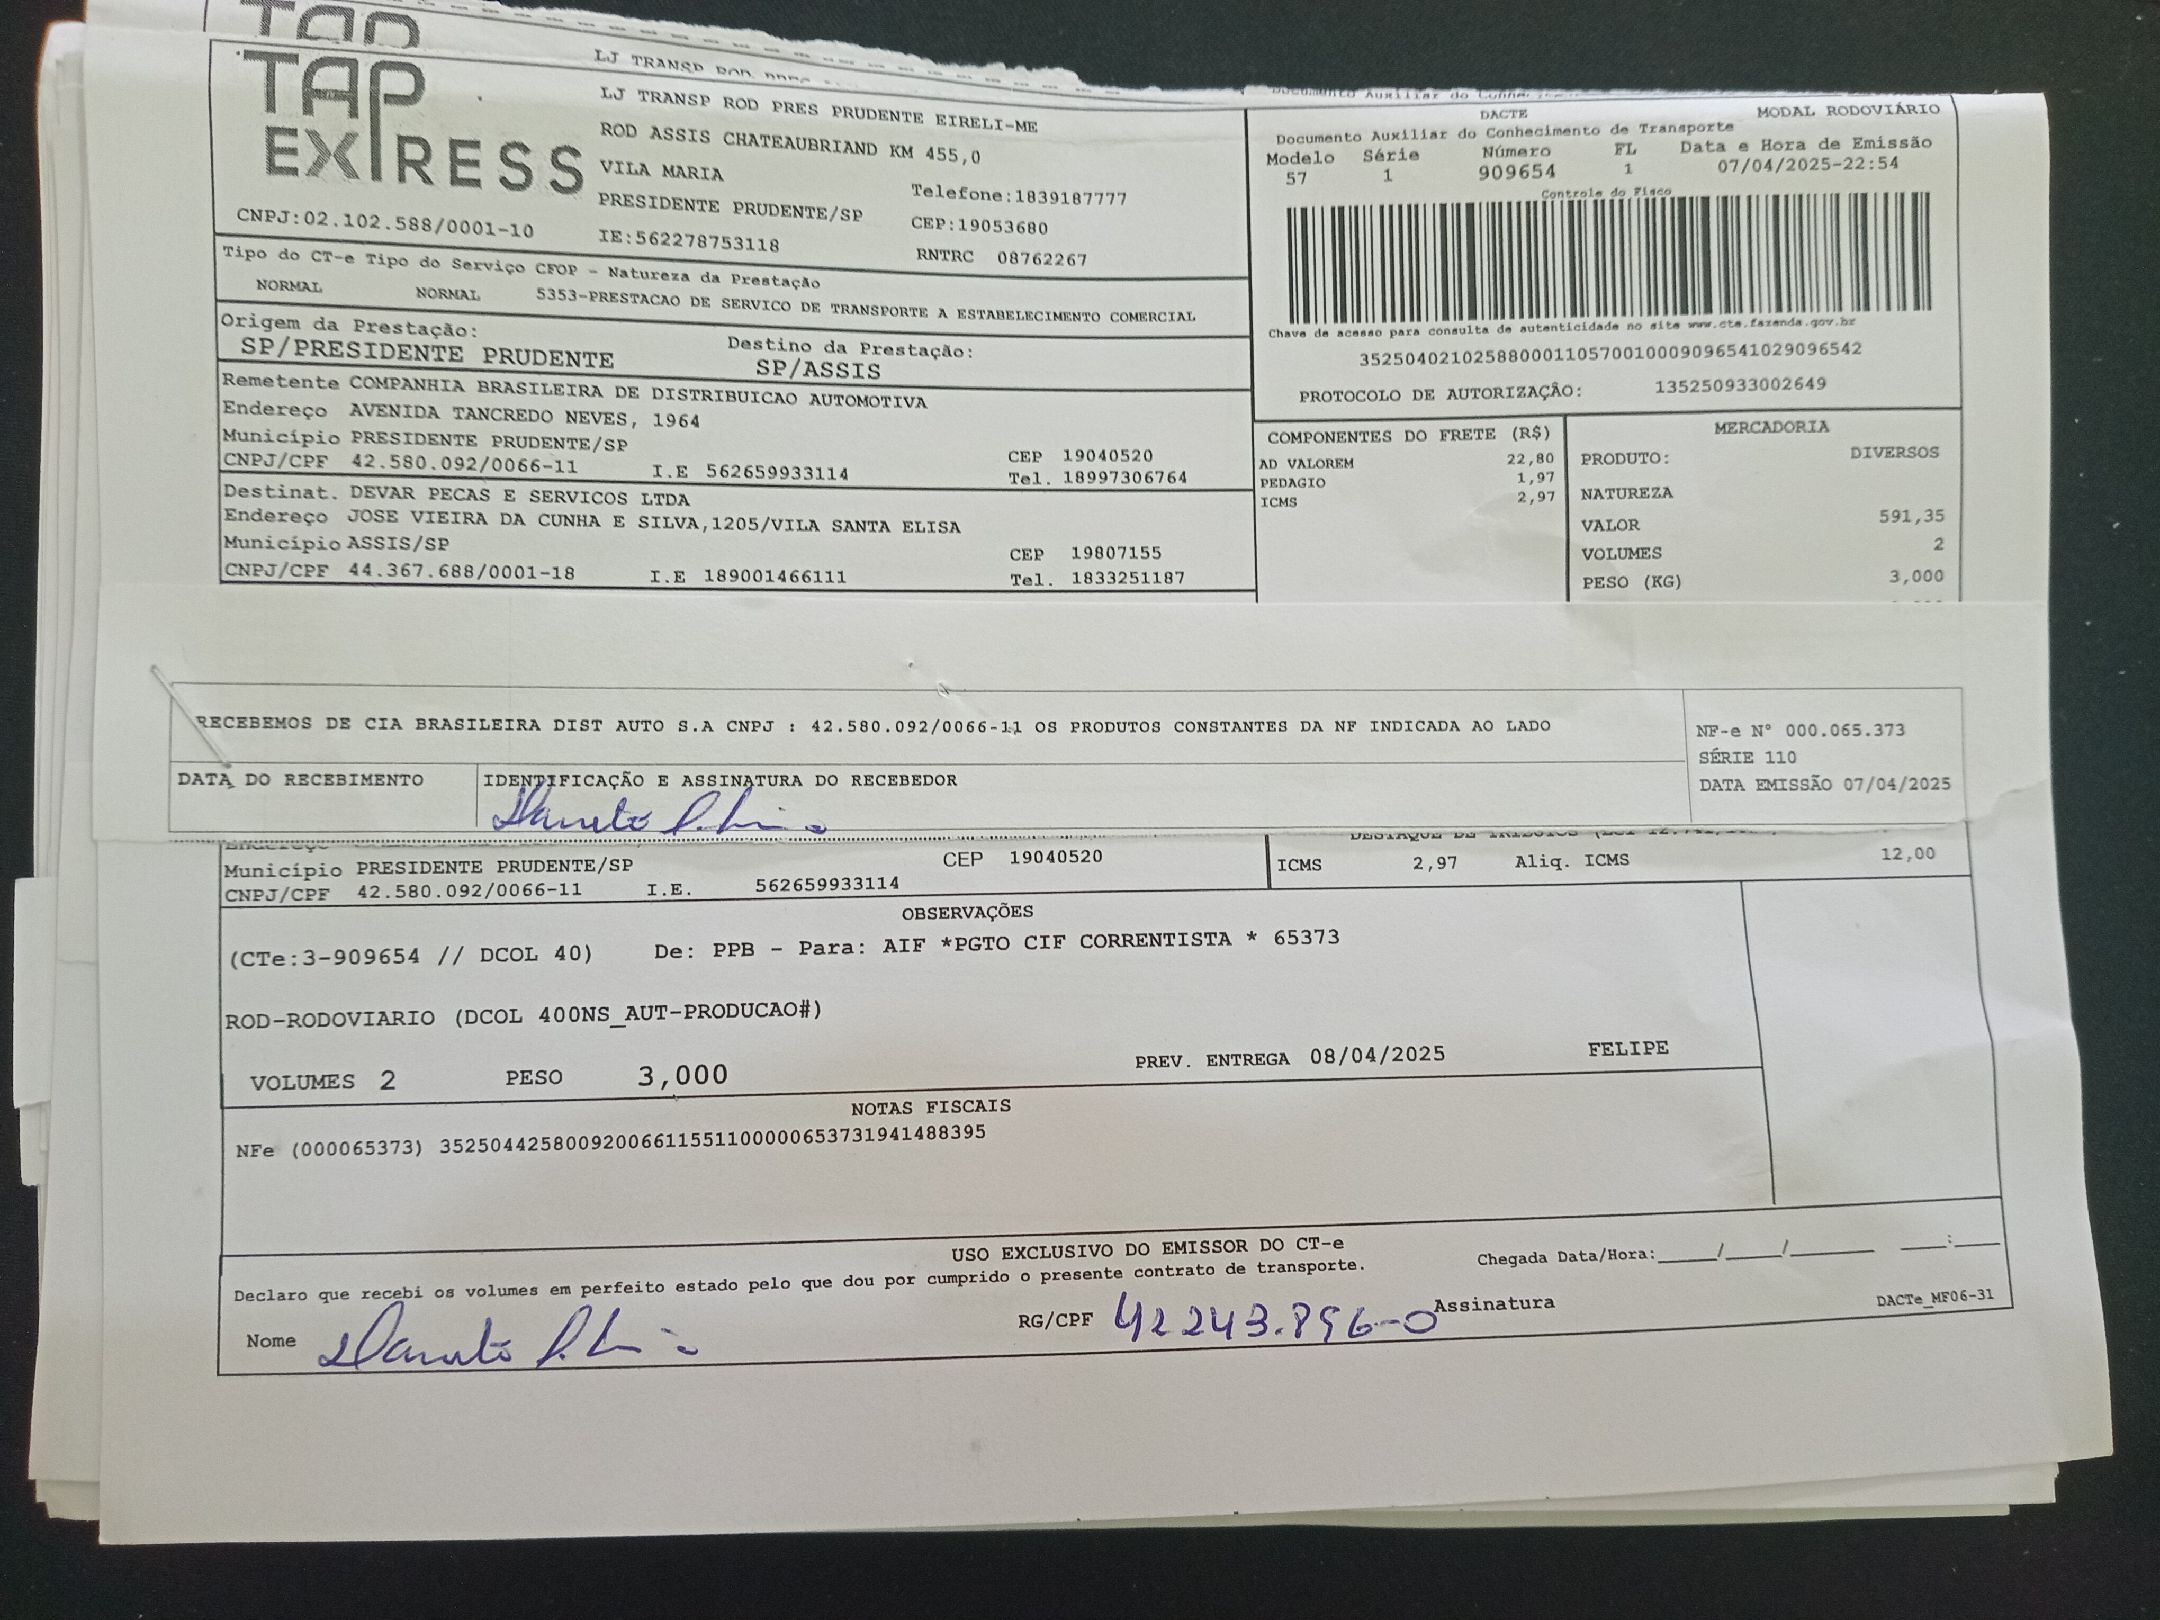 TAP
TAP
EXPRESS
CNPJ:02.102.588/0001-10
LJ TRANSP ROD
LJ TRANSP ROD PRES PRUDENTE EIRELI-ME
ROD ASSIS CHATEAUBRIAND KM 455,0
VILA MARIA
PRESIDENTE PRUDENTE/SP
IE:562278753118
Telefone:1839187777
CEP:19053680
RNTRC 08762267
Documento Auxiliar do
DACTE MODAL RODOVIÁRIO
Documento Auxiliar do Conhecimento de Transporte
Modelo Série Número FL Data e Hora de Emissão
57 1 909654 1 07/04/2025-22:54
Controle do Fisco
Chave de acesso para consulta de autenticidade no site www.cte.fazenda.gov.br
35250402102588000110570010009096541029096542
PROTOCOLO DE AUTORIZAÇÃO: 135250933002649
Tipo do CT-e Tipo do Serviço CFOP - Natureza da Prestação
NORMAL NORMAL 5353-PRESTACAO DE SERVICO DE TRANSPORTE A ESTABELECIMENTO COMERCIAL
Origem da Prestação: Destino da Prestação:
SP/PRESIDENTE PRUDENTE SP/ASSIS
Remetente COMPANHIA BRASILEIRA DE DISTRIBUICAO AUTOMOTIVA
Endereço AVENIDA TANCREDO NEVES, 1964
Município PRESIDENTE PRUDENTE/SP CEP 19040520
CNPJ/CPF 42.580.092/0066-11 I.E 562659933114 Tel. 18997306764
Destinat. DEVAR PECAS E SERVICOS LTDA
Endereço JOSE VIEIRA DA CUNHA E SILVA,1205/VILA SANTA ELISA
Município ASSIS/SP CEP 19807155
CNPJ/CPF 44.367.688/0001-18 I.E 189001466111 Tel. 1833251187
COMPONENTES DO FRETE (R$)
AD VALOREM 22,80
PEDAGIO 1,97
ICMS 2,97
MERCADORIA
PRODUTO: DIVERSOS
NATUREZA
VALOR 591,35
VOLUMES 2
PESO (KG) 3,000
RECEBEMOS DE CIA BRASILEIRA DIST AUTO S.A CNPJ : 42.580.092/0066-11 OS PRODUTOS CONSTANTES DA NF INDICADA AO LADO
NF-e N° 000.065.373
SÉRIE 110
DATA EMISSÃO 07/04/2025
DATA DO RECEBIMENTO IDENTIFICAÇÃO E ASSINATURA DO RECEBEDOR
Município PRESIDENTE PRUDENTE/SP CEP 19040520
CNPJ/CPF 42.580.092/0066-11 I.E. 562659933114
ICMS 2,97 Aliq. ICMS 12,00
OBSERVAÇÕES
(CTe:3-909654 // DCOL 40) De: PPB - Para: AIF *PGTO CIF CORRENTISTA * 65373
ROD-RODOVIARIO (DCOL 400NS_AUT-PRODUCAO#)
VOLUMES 2 PESO 3,000 PREV. ENTREGA 08/04/2025 FELIPE
NOTAS FISCAIS
NFe (000065373) 35250442580092006611551100000653731941488395
USO EXCLUSIVO DO EMISSOR DO CT-e
Declaro que recebi os volumes em perfeito estado pelo que dou por cumprido o presente contrato de transporte.
Chegada Data/Hora:____/____/______ ___:___
Nome RG/CPF 42243.896-0 Assinatura
DACTe_MF06-31